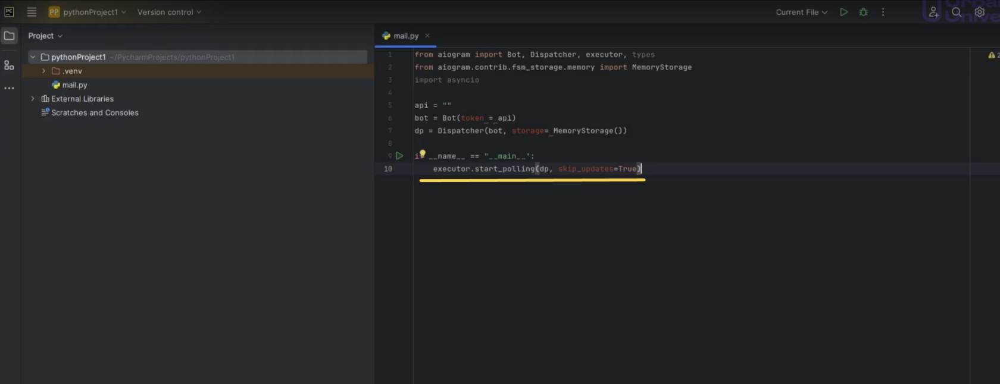 PC
PP pythonProject1 Version control
Current File
Project
pythonProject1 ~/PycharmProjects/pythonProject1
.venv
mail.py
External Libraries
Scratches and Consoles
mail.py
1 from aiogram import Bot, Dispatcher, executor, types
2 from aiogram.contrib.fsm_storage.memory import MemoryStorage
3 import asyncio
4
5 api = ""
6 bot = Bot(token = api)
7 dp = Dispatcher(bot, storage= MemoryStorage())
8
9 if __name__ == "__main__":
10 executor.start_polling(dp, skip_updates=True)
2